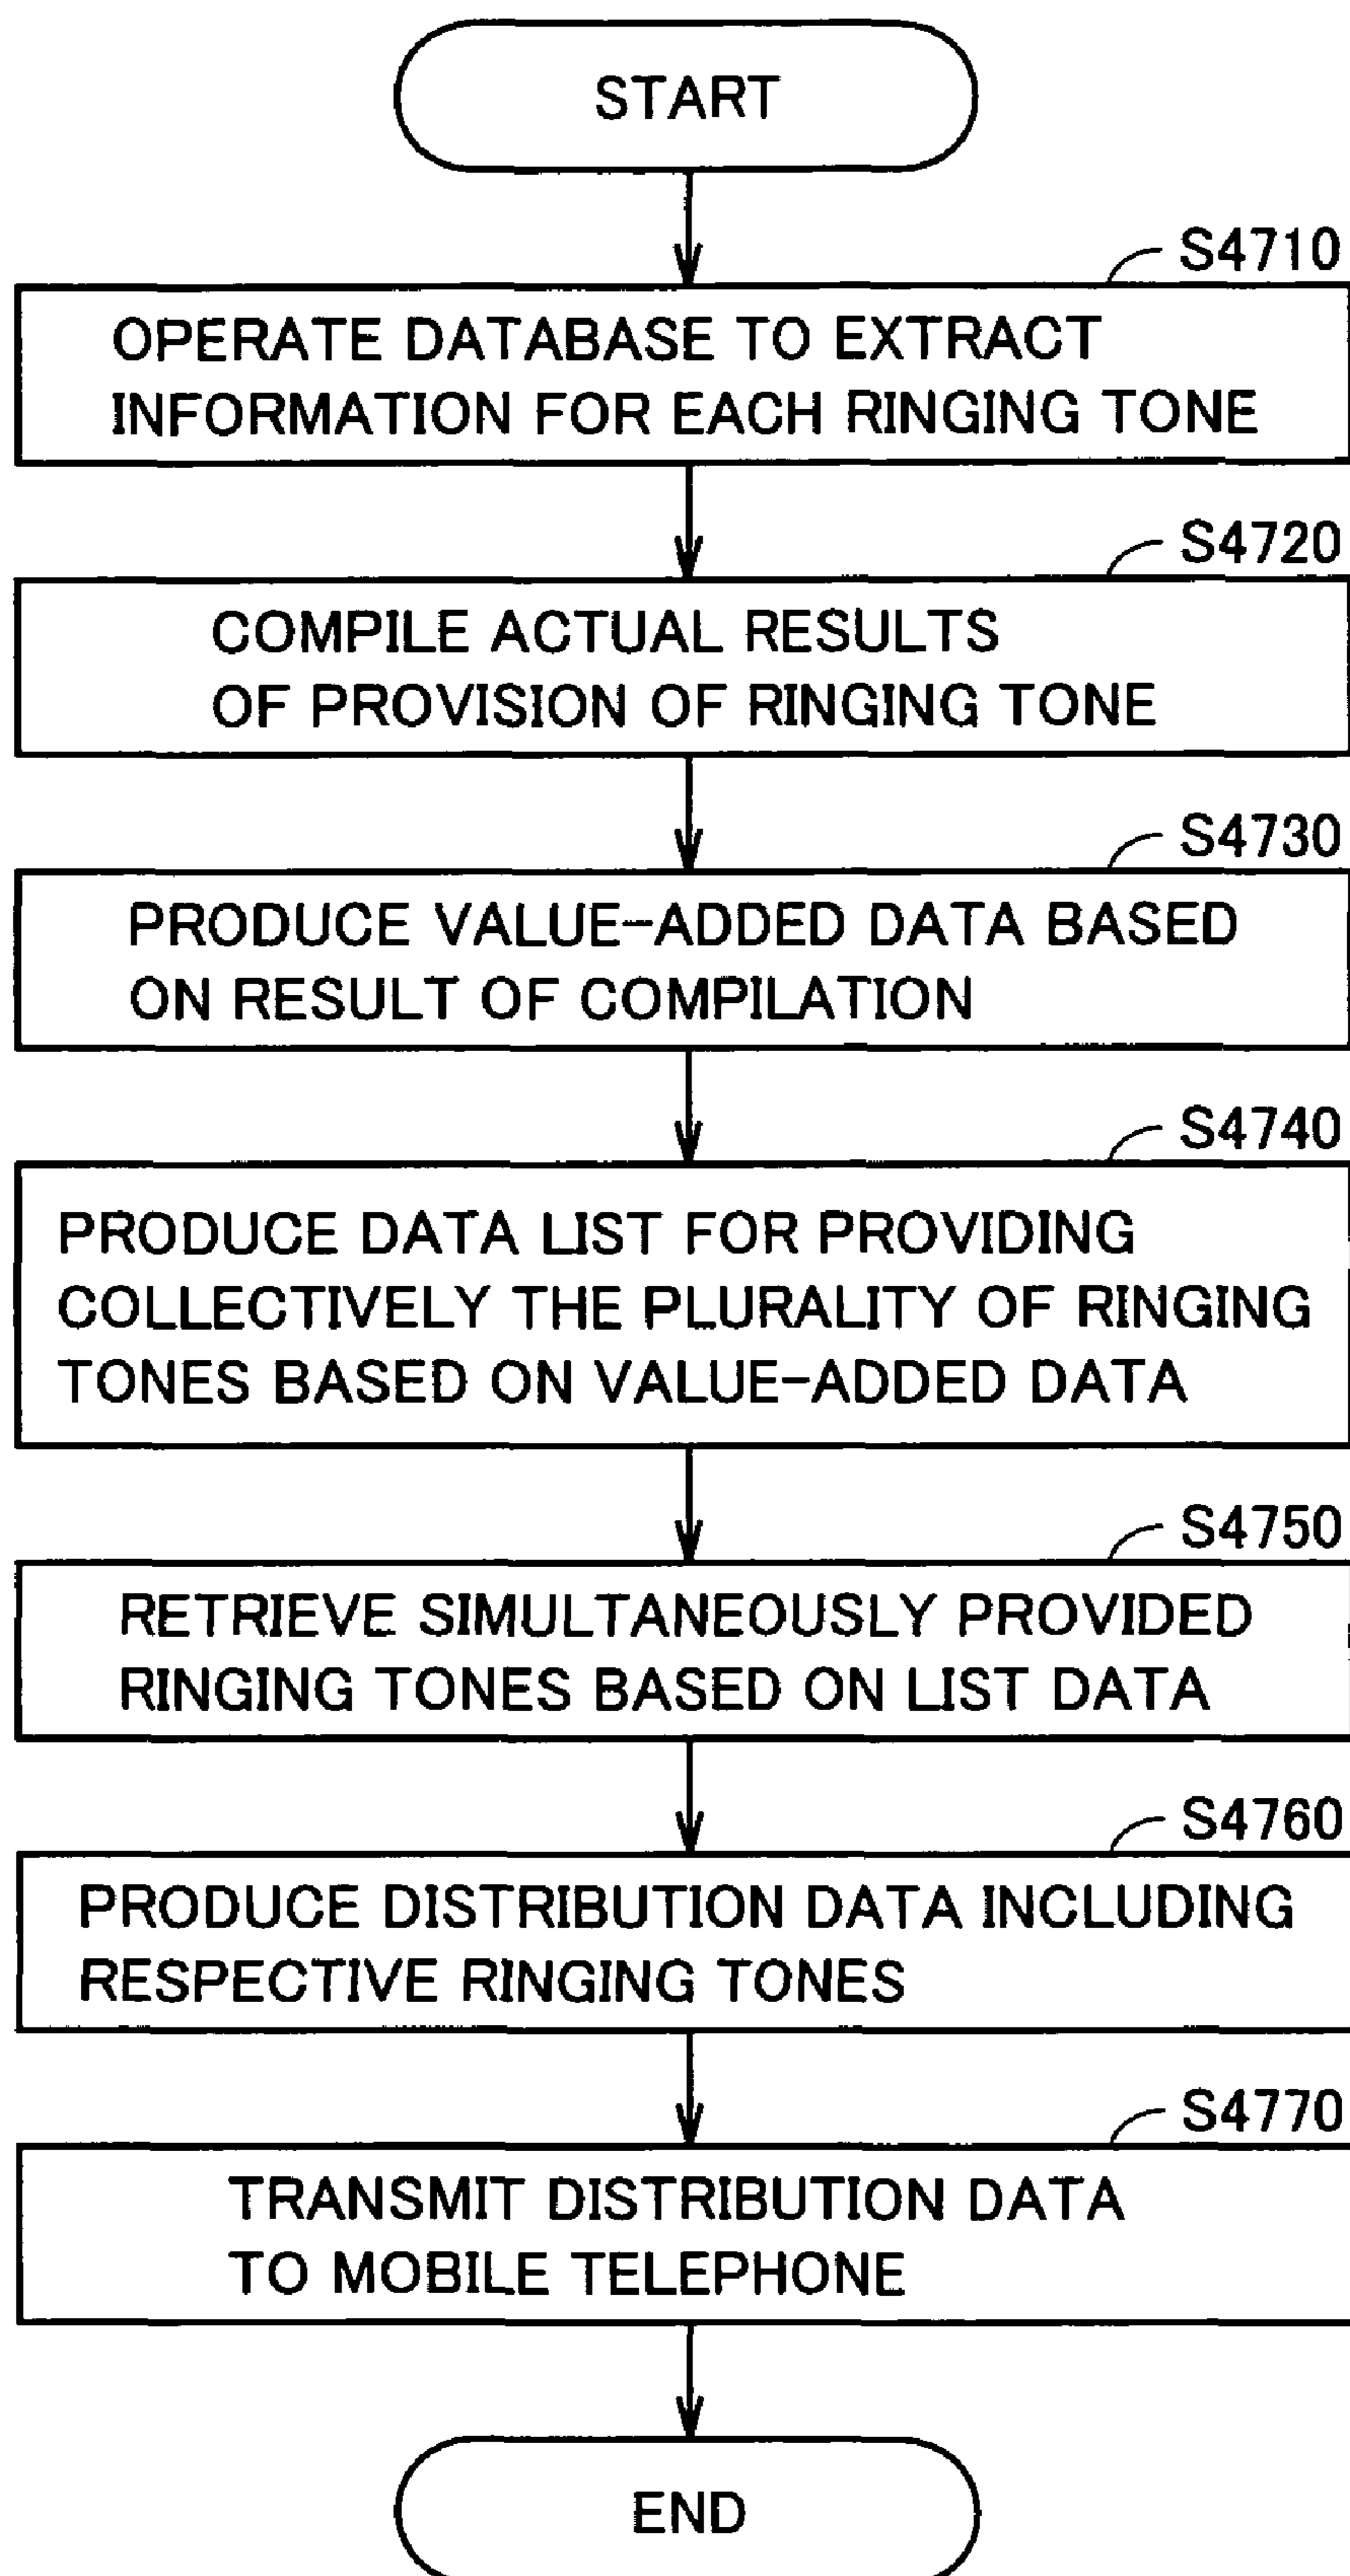 START
S4710
OPERATE DATABASE TO EXTRACT
INFORMATION FOR EACH RINGING TONE
S4720
COMPILE ACTUAL RESULTS
OF PROVISION OF RINGING TONE
S4730
PRODUCE VALUE-ADDED DATA BASED
ON RESULT OF COMPILATION
S4740
PRODUCE DATA LIST FOR PROVIDING
COLLECTIVELY THE PLURALITY OF RINGING
TONES BASED ON VALUE-ADDED DATA
S4750
RETRIEVE SIMULTANEOUSLY PROVIDED
RINGING TONES BASED ON LIST DATA
S4760
PRODUCE DISTRIBUTION DATA INCLUDING
RESPECTIVE RINGING TONES
S4770
TRANSMIT DISTRIBUTION DATA
TO MOBILE TELEPHONE
END